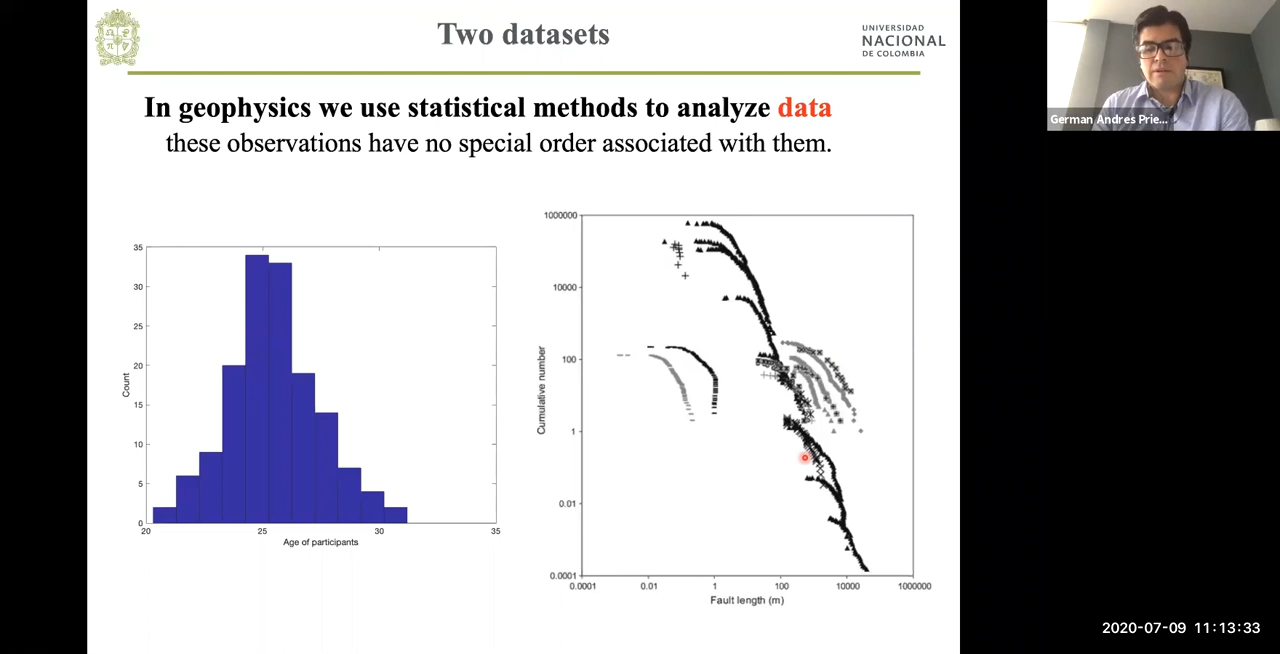 Two datasets
UNIVERSIDAD
NACIONAL
DE COLOMBIA
In geophysics we use statistical methods to analyze data
these observations have no special order associated with them.
German Andres Prie...
35
30
25
20
15
10
5
0
Count
20
25
30
35
Age of participants
1000000
10000
100
1
0.01
0.0001
Cumulative number
0.0001
0.01
1
100
10000
1000000
Fault length (m)
2020-07-09 11:13:33